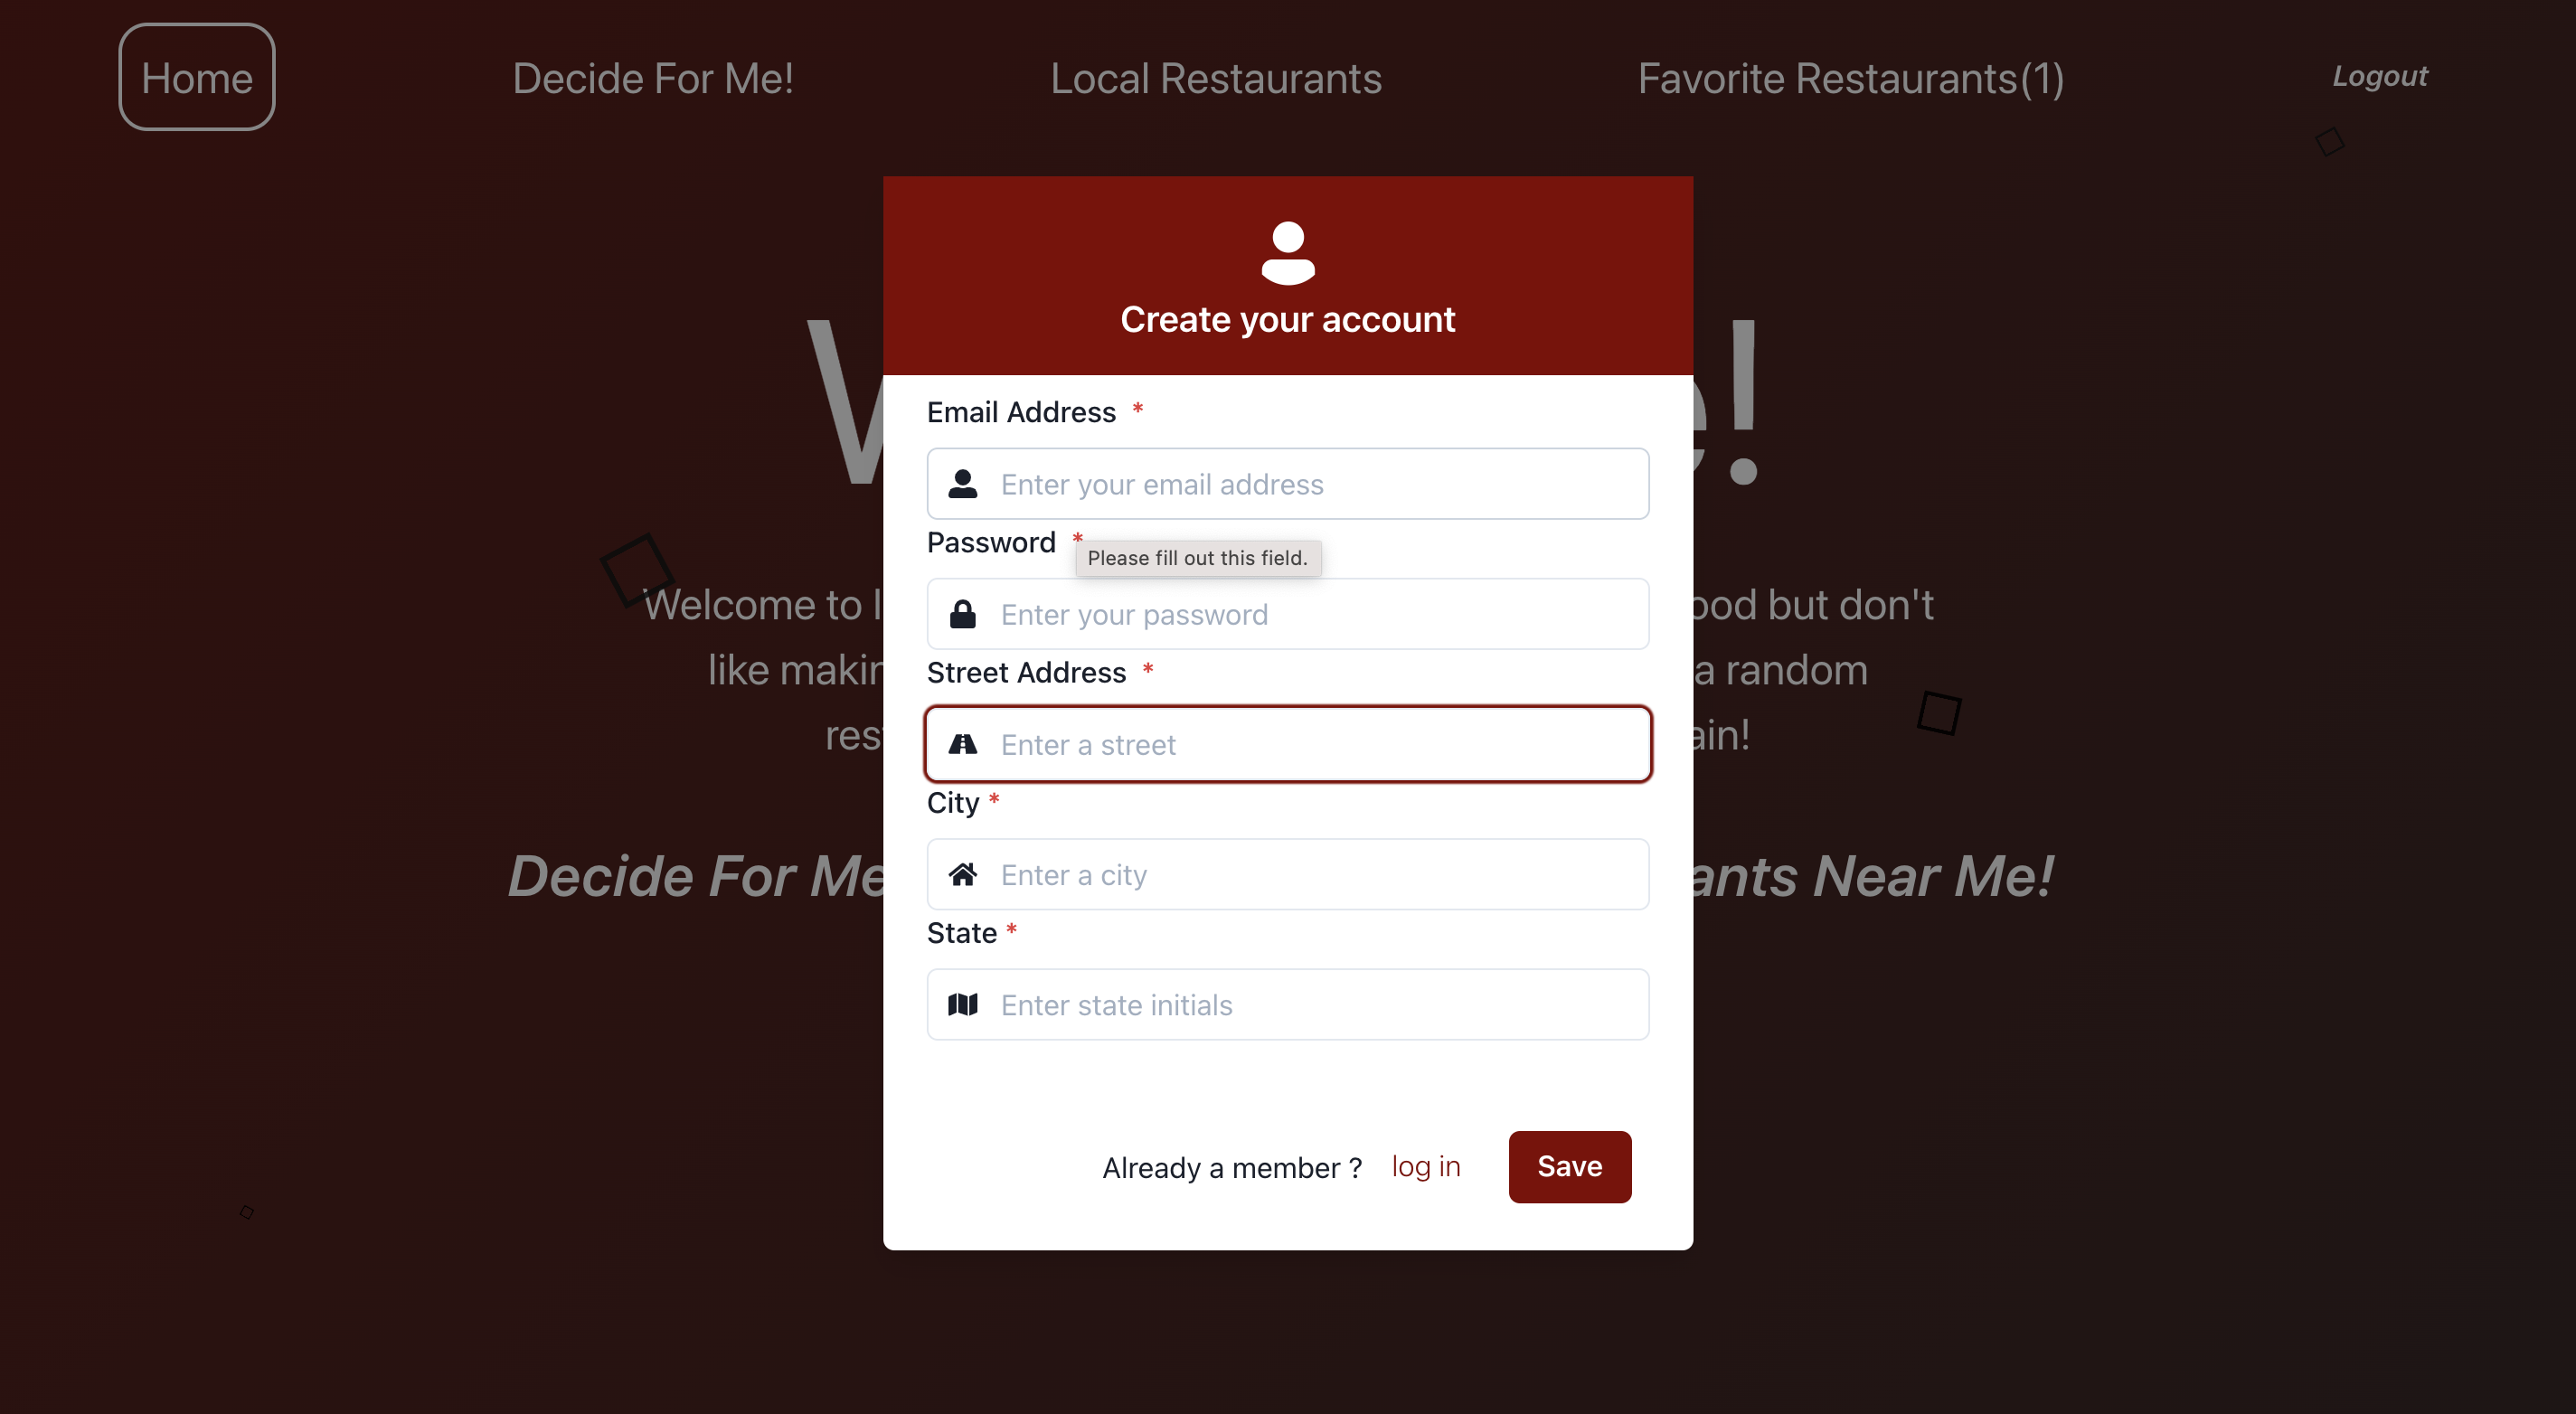 Home Decide For Me! Local Restaurants Favorite Restaurants(1) Logout
Create your account
Email Address *
Enter your email address
Password *
Please fill out this field.
Enter your password
Welcome to ood but don't
Street Address *
like a random
Enter a street
ain!
City *
Enter a city
Decide For Me ants Near Me!
State *
Enter state initials
Already a member ? log in Save